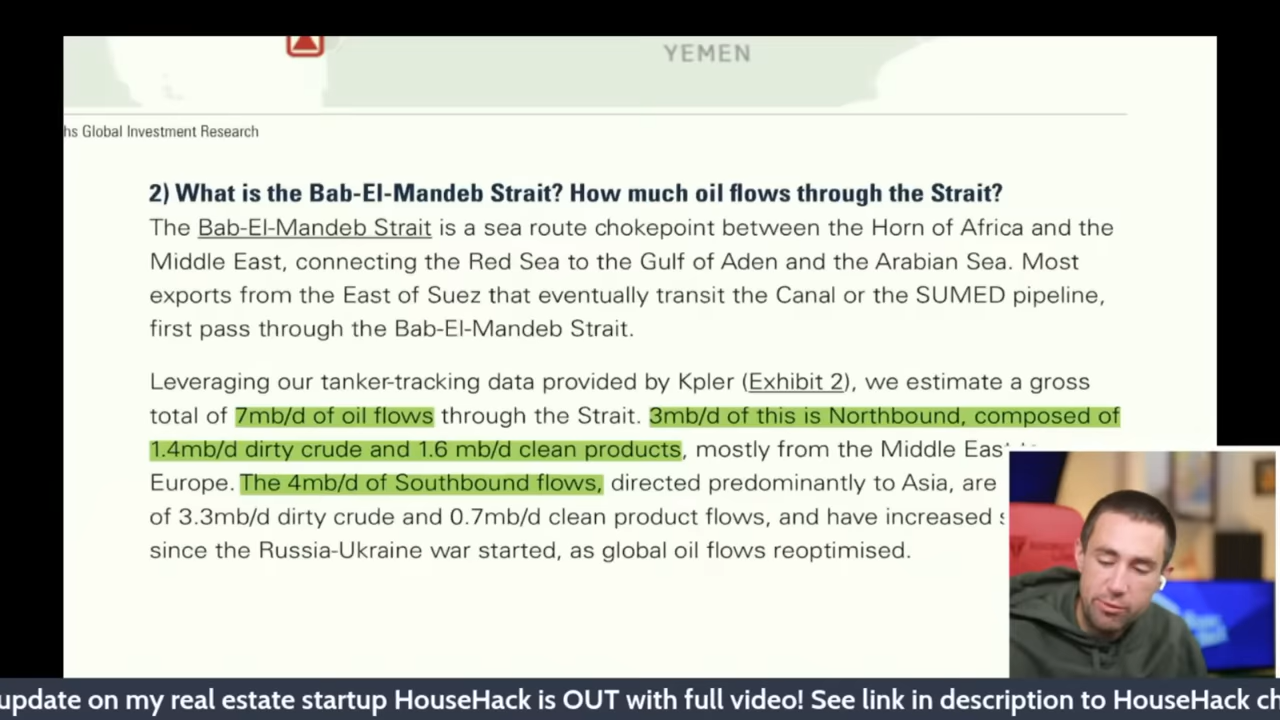 YEMEN
hs Global Investment Research
2) What is the Bab-El-Mandeb Strait? How much oil flows through the Strait?
The Bab-El-Mandeb Strait is a sea route chokepoint between the Horn of Africa and the
Middle East, connecting the Red Sea to the Gulf of Aden and the Arabian Sea. Most
exports from the East of Suez that eventually transit the Canal or the SUMED pipeline,
first pass through the Bab-El-Mandeb Strait.
Leveraging our tanker-tracking data provided by Kpler (Exhibit 2), we estimate a gross
total of 7mb/d of oil flows through the Strait. 3mb/d of this is Northbound, composed of
1.4mb/d dirty crude and 1.6 mb/d clean products, mostly from the Middle East
Europe. The 4mb/d of Southbound flows, directed predominantly to Asia, are
of 3.3mb/d dirty crude and 0.7mb/d clean product flows, and have increased
since the Russia-Ukraine war started, as global oil flows reoptimised.
update on my real estate startup HouseHack is OUT with full video! See link in description to HouseHack ch